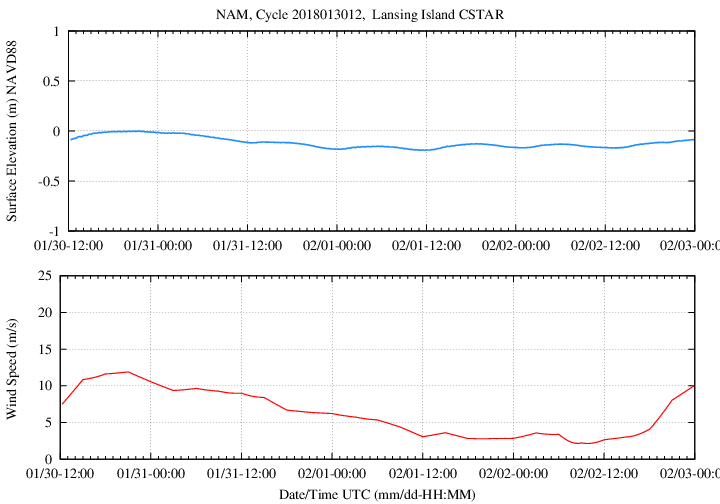 NAM, Cycle 2018013012,  Lansing Island CSTAR
Surface Elevation (m) NAVD88
1
0.5
0
-0.5
-1
01/30-12:00 01/31-00:00 01/31-12:00 02/01-00:00 02/01-12:00 02/02-00:00 02/02-12:00 02/03-00:0
Wind Speed (m/s)
25
20
15
10
5
0
01/30-12:00 01/31-00:00 01/31-12:00 02/01-00:00 02/01-12:00 02/02-00:00 02/02-12:00 02/03-00:0
Date/Time UTC (mm/dd-HH:MM)